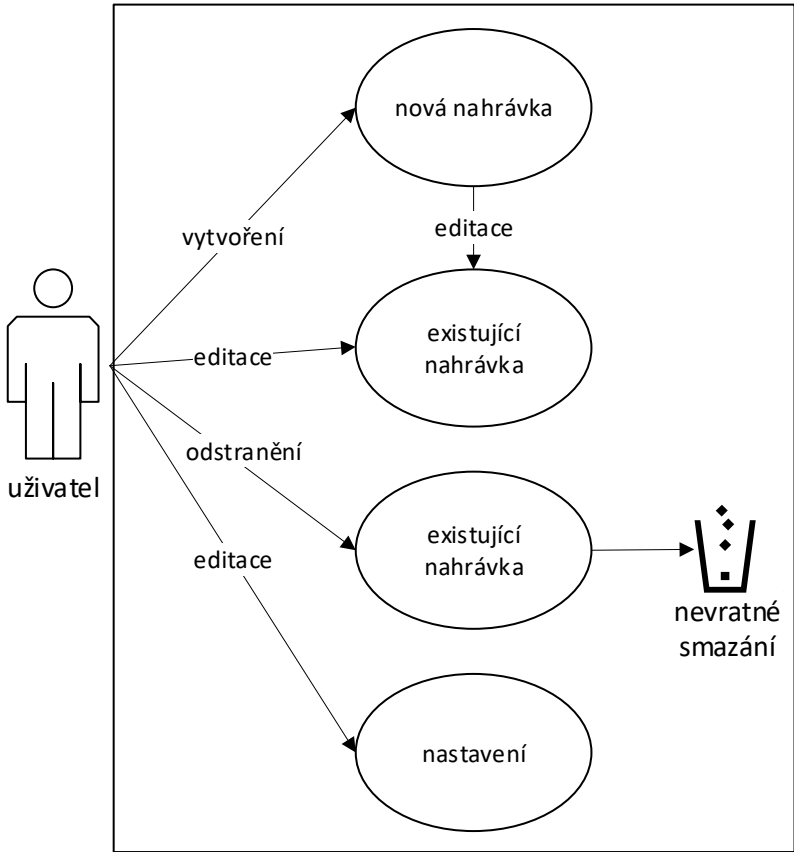 nová nahrávka
vytvoření
editace
existující
nahrávka
editace
odstranění
uživatel
existující
nahrávka
editace
nevratné
smazání
nastavení